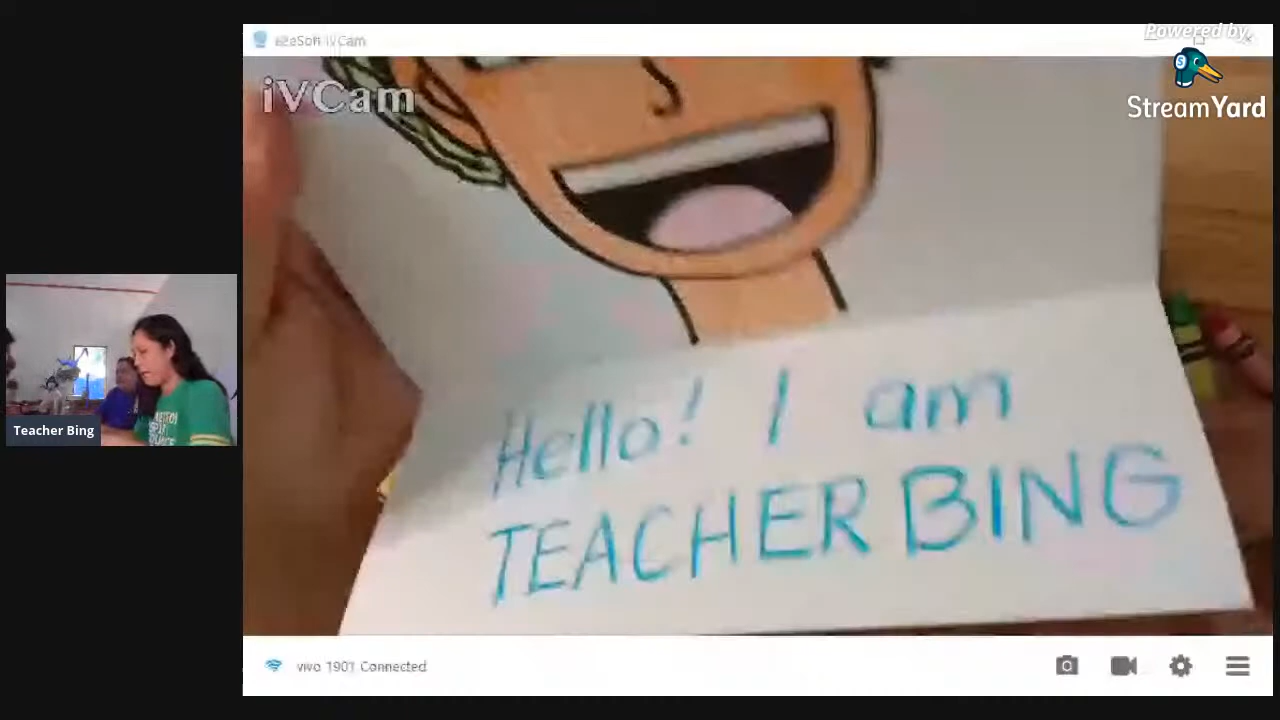 Powered by
StreamYard
iVCam
Hello! I am
TEACHER BING
Teacher Bing
vivo 1901 Connected